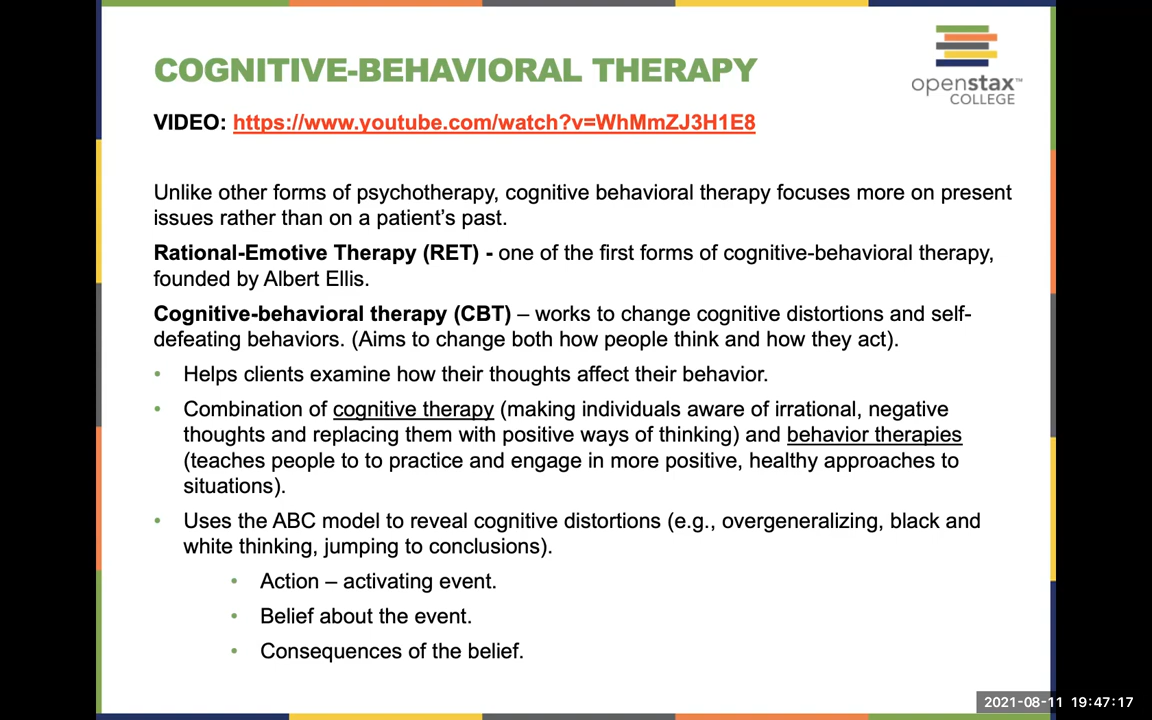 COGNITIVE-BEHAVIORAL THERAPY
openstax™
COLLEGE
VIDEO: https://www.youtube.com/watch?v=WhMmZJ3H1E8
Unlike other forms of psychotherapy, cognitive behavioral therapy focuses more on present
issues rather than on a patient's past.
Rational-Emotive Therapy (RET) - one of the first forms of cognitive-behavioral therapy,
founded by Albert Ellis.
Cognitive-behavioral therapy (CBT) – works to change cognitive distortions and self-
defeating behaviors. (Aims to change both how people think and how they act).
• Helps clients examine how their thoughts affect their behavior.
• Combination of cognitive therapy (making individuals aware of irrational, negative
thoughts and replacing them with positive ways of thinking) and behavior therapies
(teaches people to to practice and engage in more positive, healthy approaches to
situations).
• Uses the ABC model to reveal cognitive distortions (e.g., overgeneralizing, black and
white thinking, jumping to conclusions).
• Action – activating event.
• Belief about the event.
• Consequences of the belief.
2021-08-11 19:47:17